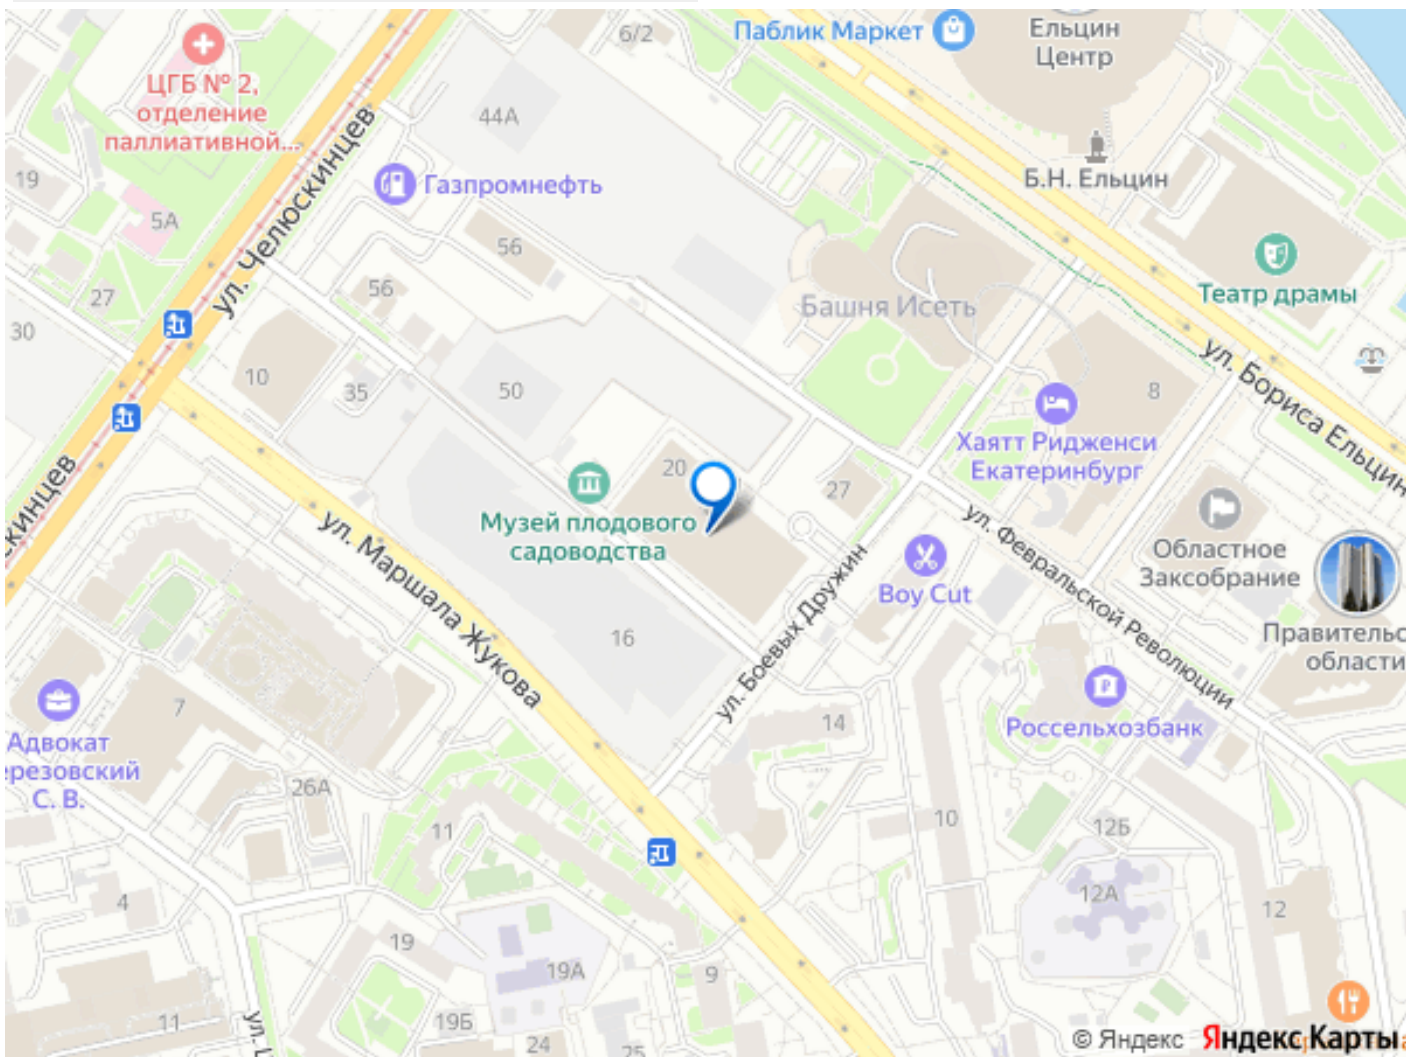 6/2
Паблик Маркет
Ельцин
Центр
ЦГБ № 2,
отделение
паллиативной...
44А
19
Газпромнефть
Б.Н. Ельцин
5А
ул. Челюскинцев
56
56
27
30
Башня Исеть
Театр драмы
10
35
50
8
ул. Бориса Ельцин
Хаятт Ридженси
Екатеринбург
20
27
Музей плодового
садоводства
скинцев
ул. Маршала Жукова
ул. Февральской Революции
Областное
Заксобрание
Boy Cut
ул. Боевых Дружин
16
Правительс
области
7
14
Россельхозбанк
Адвокат
ерезовский
С. В.
26А
11
10
12Б
4
12А
12
19
19А
9
11
19Б
24
25
ул. Ш
© Яндекс Яндекс Карты